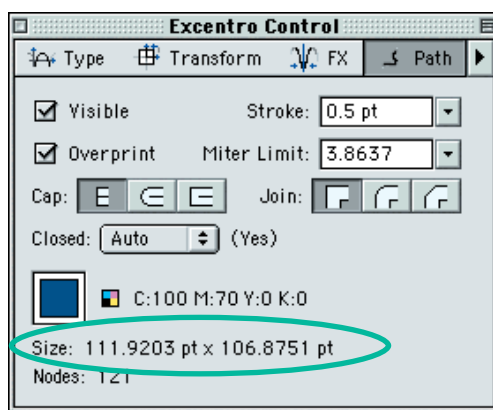 Excentro Control
Type Transform FX Path
Visible Stroke: 0.5 pt
Overprint Miter Limit: 3.8637
Cap: Join:
Closed: Auto (Yes)
C:100 M:70 Y:0 K:0
Size: 111.9203 pt x 106.8751 pt
Nodes: 121